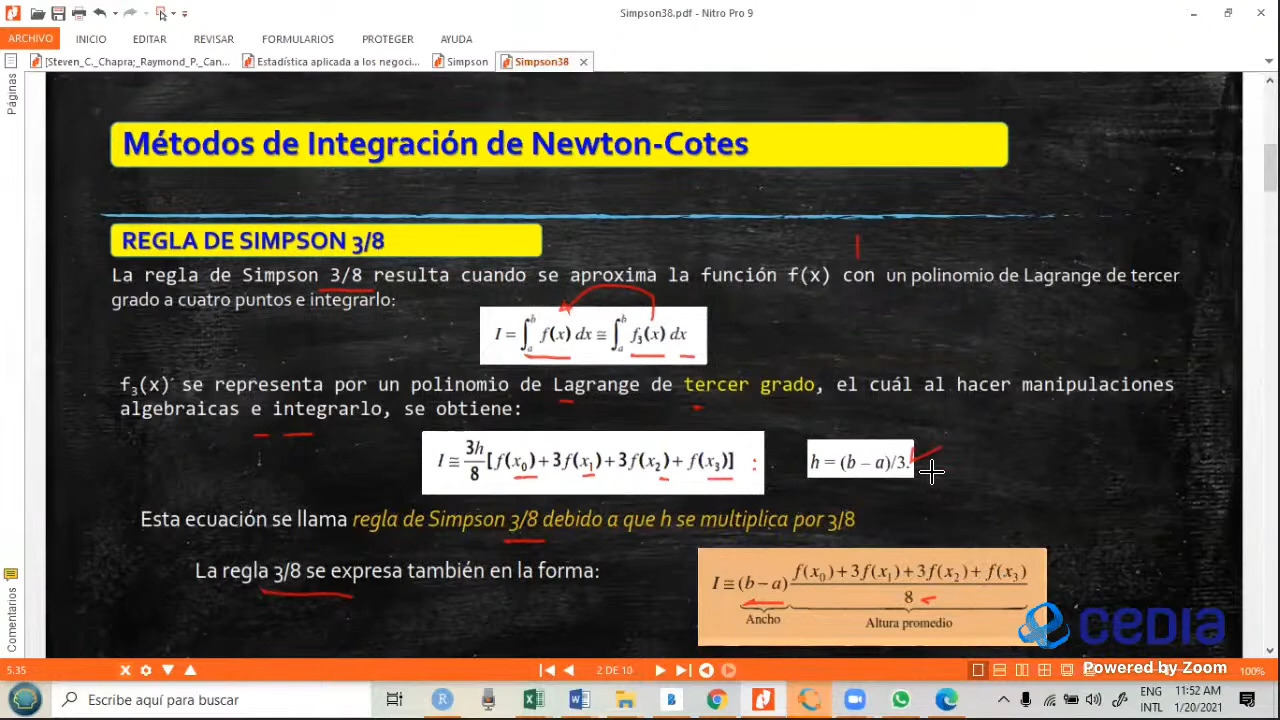 Simpson38.pdf - Nitro Pro 9
ARCHIVO INICIO EDITAR REVISAR FORMULARIOS PROTEGER AYUDA
[Steven_C._Chapra;_Raymond_P._Can... Estadística aplicada a los negoci... Simpson Simpson38
Páginas
Métodos de Integración de Newton-Cotes
REGLA DE SIMPSON 3/8
La regla de Simpson 3/8 resulta cuando se aproxima la función f(x) con un polinomio de Lagrange de tercer
grado a cuatro puntos e integrarlo:
I = ∫_a^b f(x) dx ≅ ∫_a^b f₃(x) dx
f₃(x) se representa por un polinomio de Lagrange de tercer grado, el cuál al hacer manipulaciones
algebraicas e integrarlo, se obtiene:
I ≅ 3h/8 [f(x₀) + 3f(x₁) + 3f(x₂) + f(x₃)] :
h = (b – a)/3.
Esta ecuación se llama regla de Simpson 3/8 debido a que h se multiplica por 3/8
La regla 3/8 se expresa también en la forma:
I ≡ (b – a) f(x₀) + 3f(x₁) + 3f(x₂) + f(x₃) / 8
Ancho Altura promedio
Comentarios
cedia
Powered by Zoom
5.35 2 DE 10 100%
Escribe aquí para buscar
ENG
INTL
11:52 AM
1/20/2021